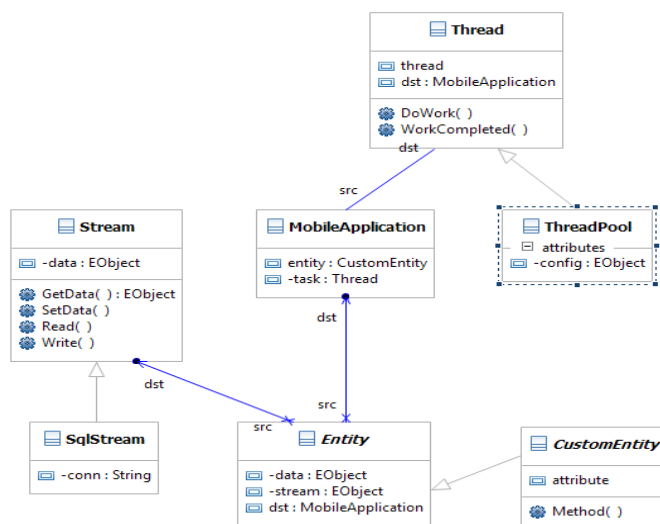 Thread
thread
dst : MobileApplication
DoWork( )
WorkCompleted( )
dst
src
Stream
-data : EObject
GetData( ) : EObject
SetData( )
Read( )
Write( )
MobileApplication
entity : CustomEntity
-task : Thread
ThreadPool
attributes
-config : EObject
dst
dst
src
src
SqlStream
-conn : String
Entity
-data : EObject
-stream : EObject
dst : MobileApplication
CustomEntity
attribute
Method( )